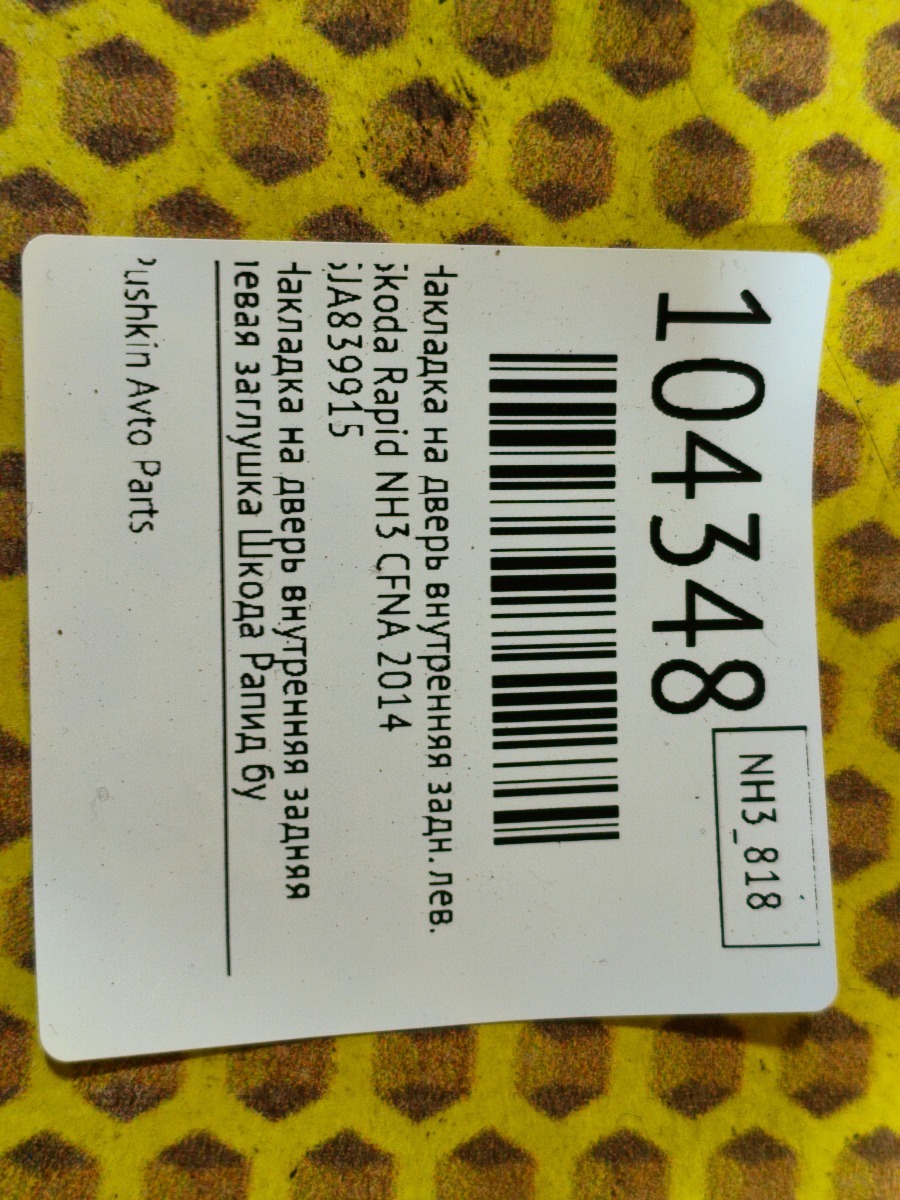 104348
NH3_818
Накладка на дверь внутренняя задн. лев.
Skoda Rapid NH3 CFNA 2014
5JA839915
Накладка на дверь внутренняя задняя
левая заглушка Шкода Рапид бу
Pushkin Avto Parts